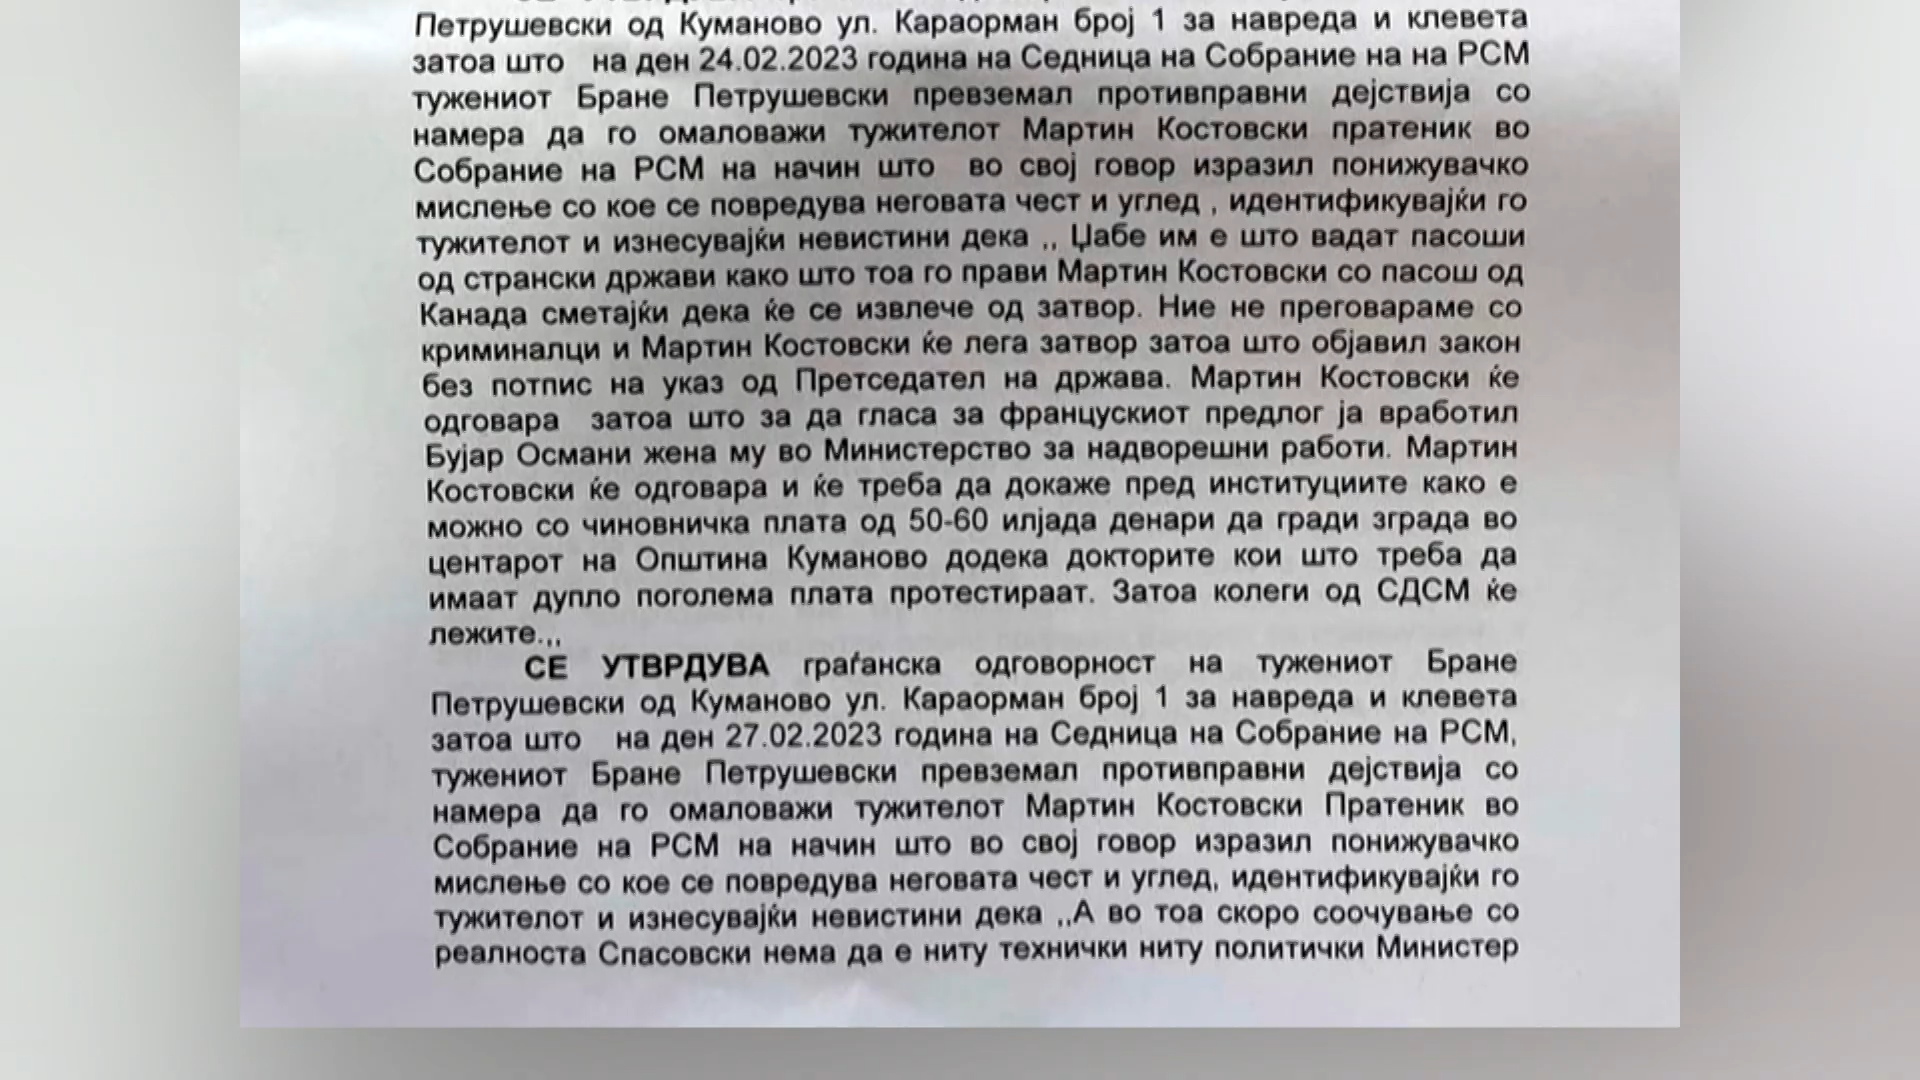 Петрушевски од Куманово ул. Караорман број 1 за навреда и клевета
затоа што на ден 24.02.2023 година на Седница на Собрание на на РСМ
тужениот Бране Петрушевски превземал противправни дејствија со
намера да го омаловажи тужителот Мартин Костовски пратеник во
Собрание на РСМ на начин што во свој говор изразил понижувачко
мислење со кое се повредува неговата чест и углед , идентификувајќи го
тужителот и изнесувајќи невистини дека ,, Џабе им е што вадат пасоши
од странски држави како што тоа го прави Мартин Костовски со пасош од
Канада сметајќи дека ќе се извлече од затвор. Ние не преговараме со
криминалци и Мартин Костовски ќе лега затвор затоа што објавил закон
без потпис на указ од Претседател на држава. Мартин Костовски ќе
одговара затоа што за да гласа за францускиот предлог ја вработил
Бујар Османи жена му во Министерство за надворешни работи. Мартин
Костовски ќе одговара и ќе треба да докаже пред институциите како е
можно со чиновничка плата од 50-60 илјада денари да гради зграда во
центарот на Општина Куманово додека докторите кои што треба да
имаат дупло поголема плата протестираат. Затоа колеги од СДСМ ќе
лежите.,,
СЕ УТВРДУВА граѓанска одговорност на тужениот Бране
Петрушевски од Куманово ул. Караорман број 1 за навреда и клевета
затоа што на ден 27.02.2023 година на Седница на Собрание на РСМ,
тужениот Бране Петрушевски превземал противправни дејствија со
намера да го омаловажи тужителот Мартин Костовски Пратеник во
Собрание на РСМ на начин што во свој говор изразил понижувачко
мислење со кое се повредува неговата чест и углед, идентификувајќи го
тужителот и изнесувајќи невистини дека ,,А во тоа скоро соочување со
реалноста Спасовски нема да е ниту технички ниту политички Министер